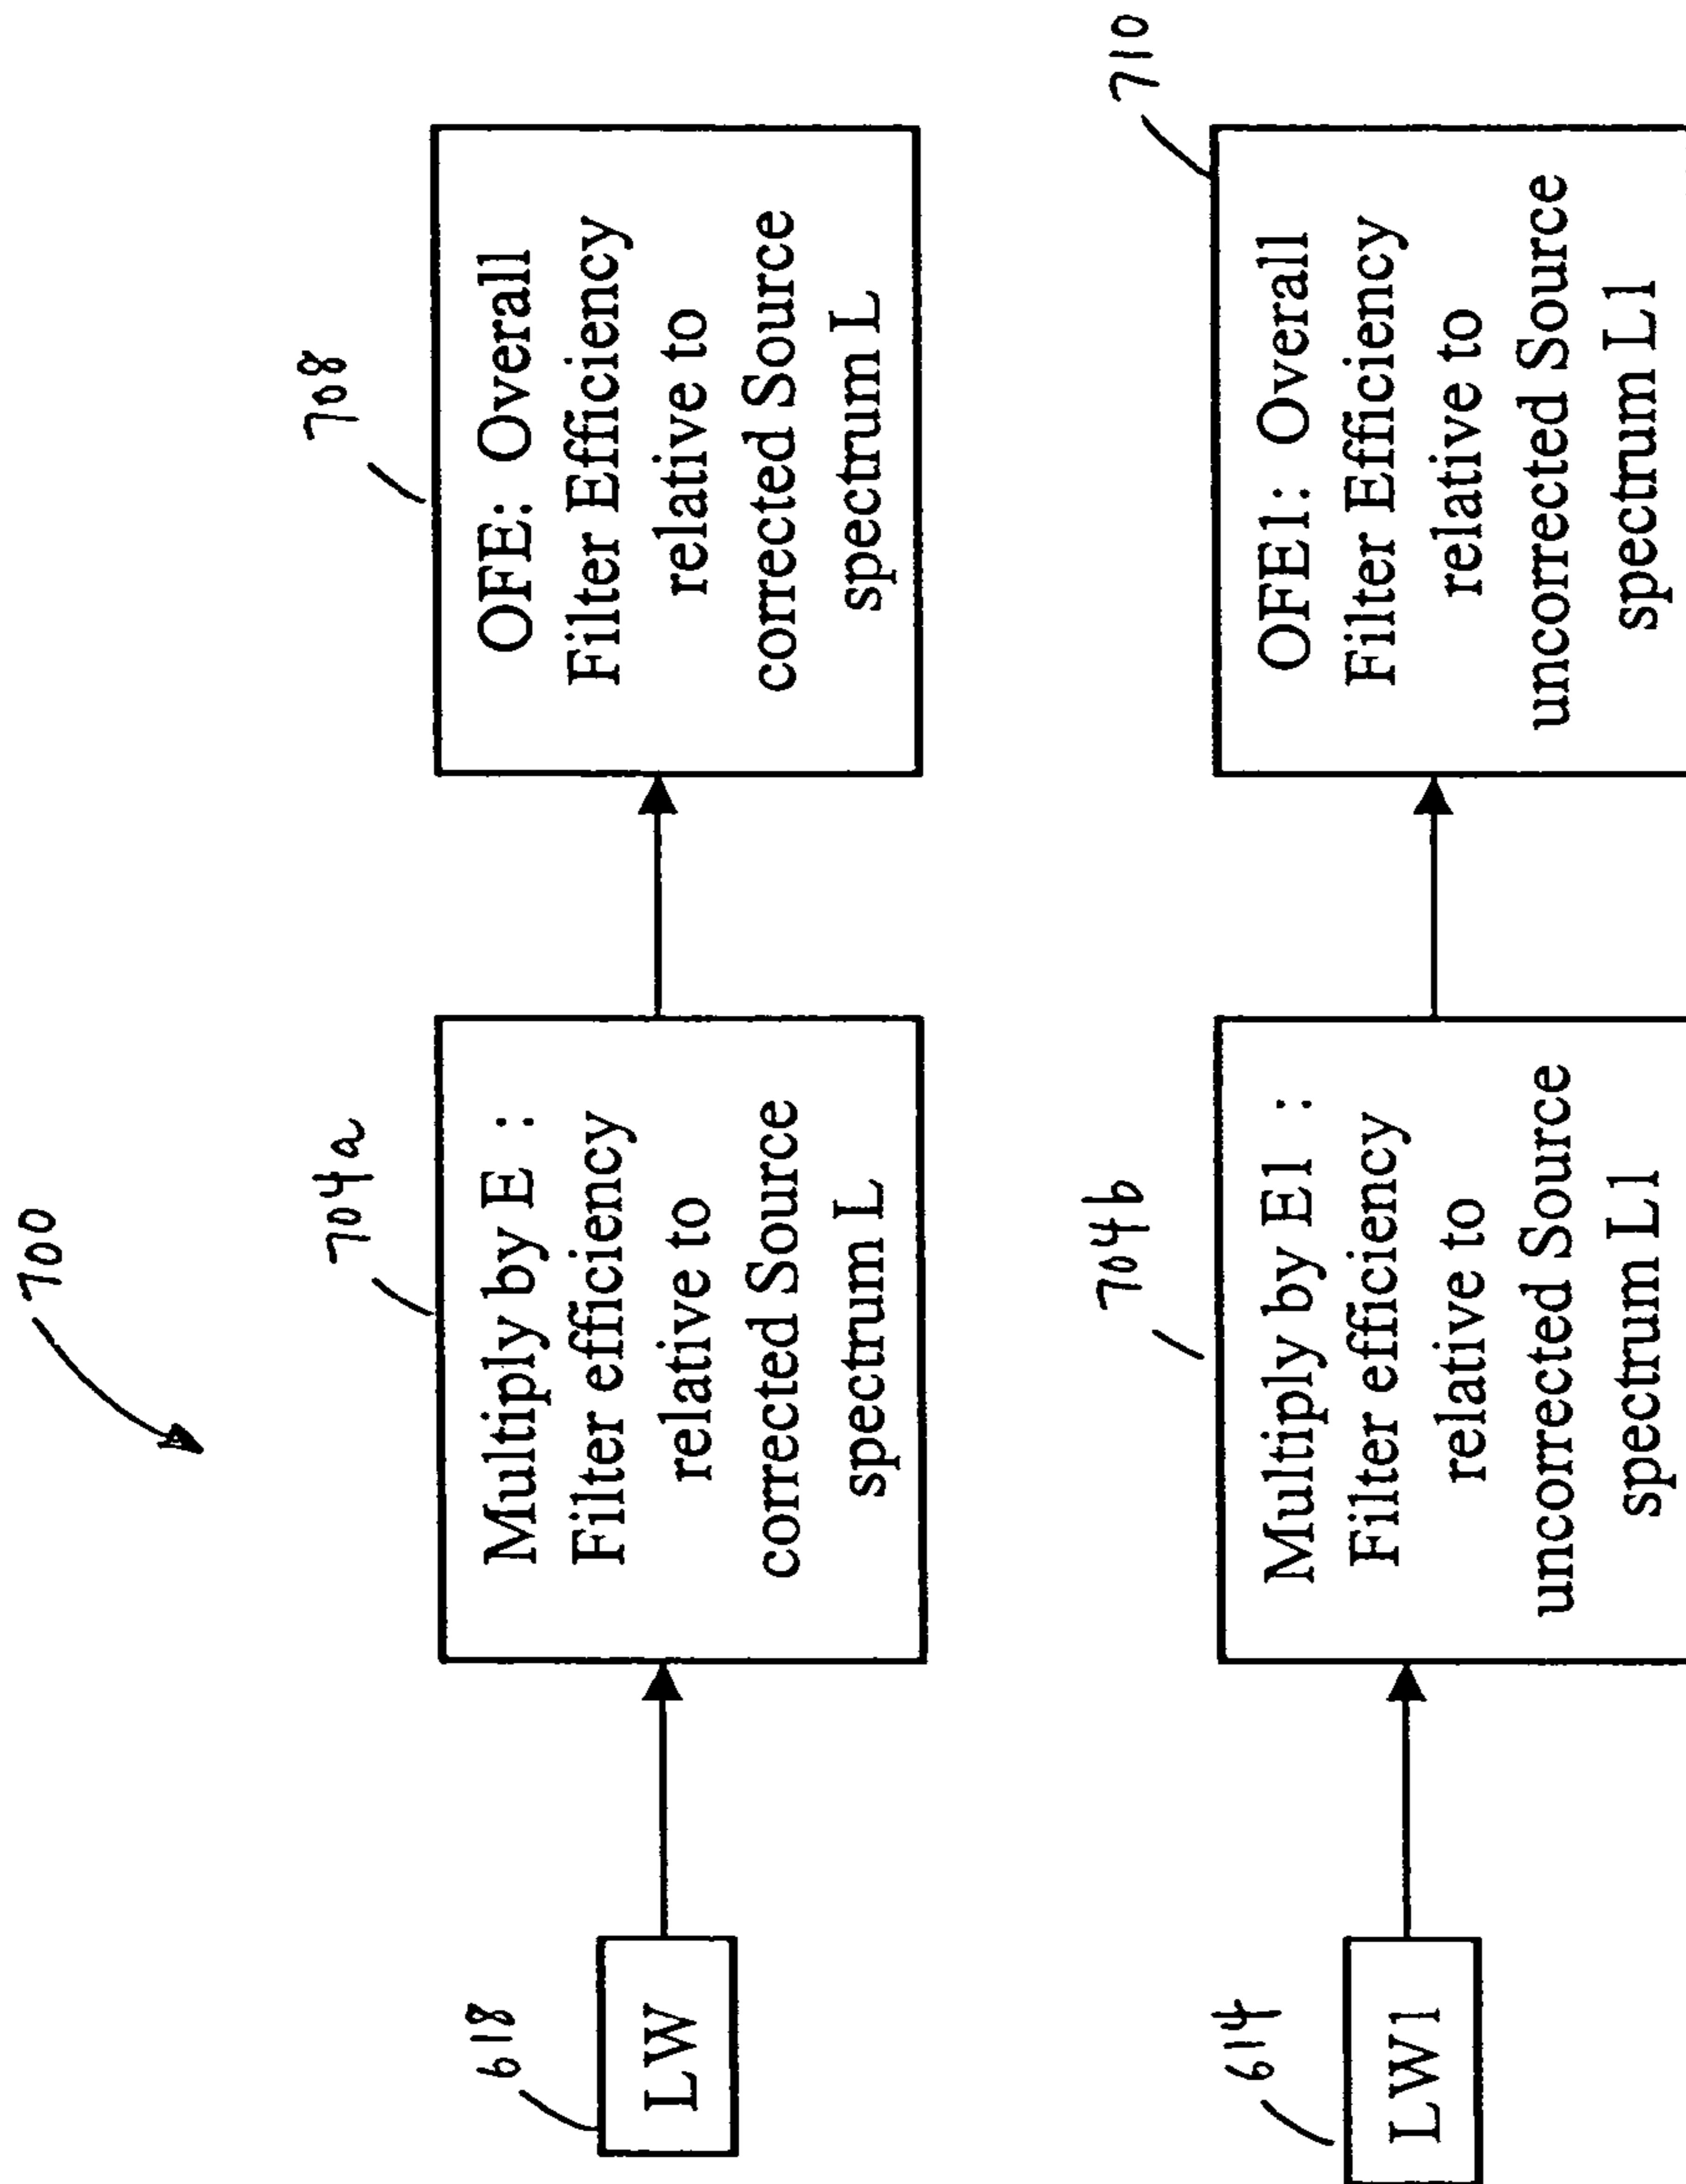 700
618
LW
704a
Multiply by E :
Filter efficiency
relative to
corrected Source
spectrum L
708
OFE: Overall
Filter Efficiency
relative to
corrected Source
spectrum L
614
LW1
704b
Multiply by E1 :
Filter efficiency
relative to
uncorrected Source
spectrum L1
710
OFE1: Overall
Filter Efficiency
relative to
uncorrected Source
spectrum L1